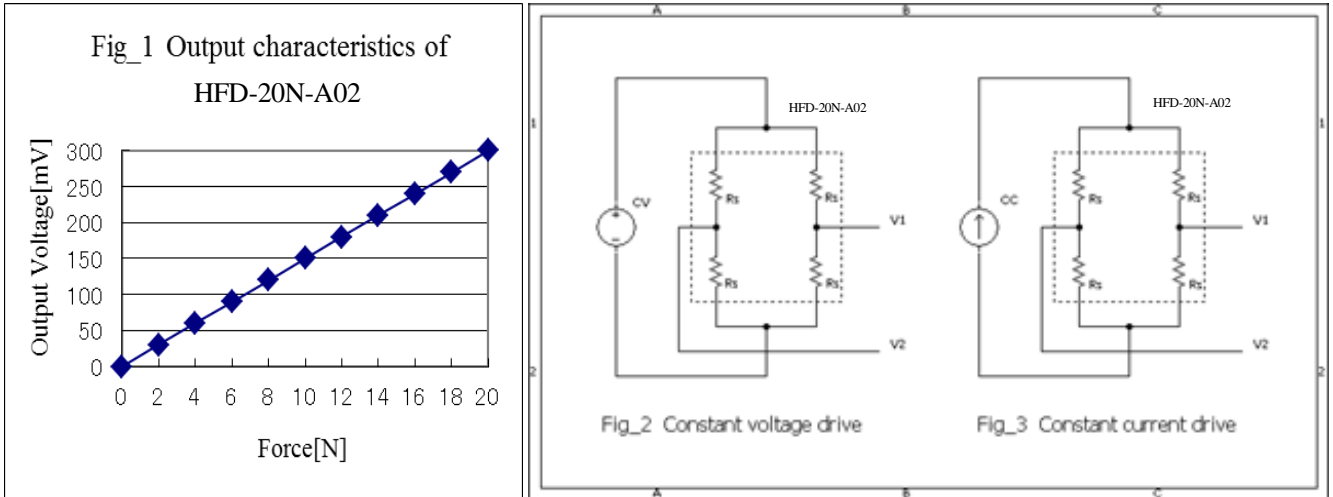 Fig_1 Output characteristics of
HFD-20N-A02
Output Voltage[mV]
300
250
200
150
100
50
0
0 2 4 6 8 10 12 14 16 18 20
Force[N]
A B C
1
2
HFD-20N-A02
CV
Rs Rs
V1
Rs Rs
V2
Fig_2 Constant voltage drive
HFD-20N-A02
CC
Rs Rs
V1
Rs Rs
V2
Fig_3 Constant current drive
1
2
A B C